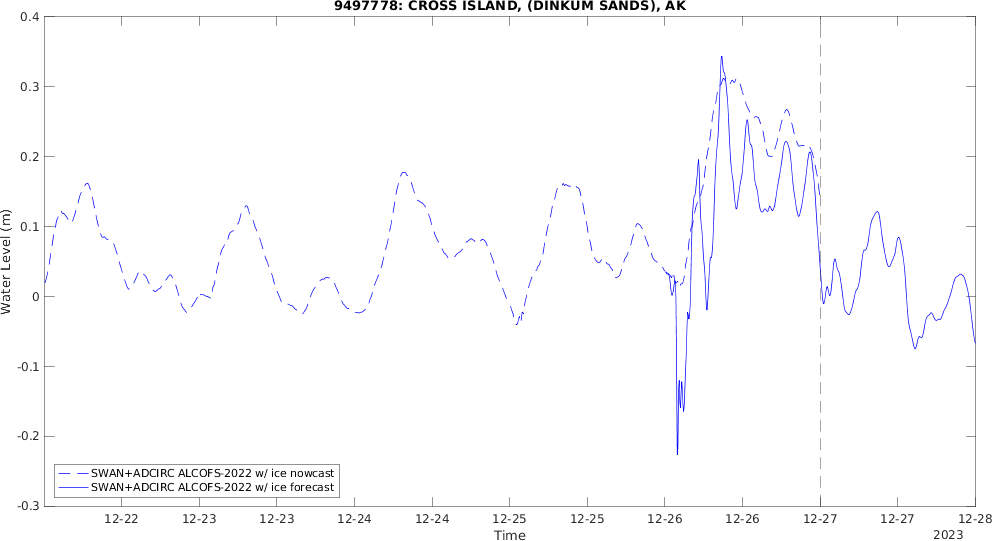 9497778: CROSS ISLAND, (DINKUM SANDS), AK
0.4
0.3
0.2
0.1
0
-0.1
-0.2
-0.3
Water Level (m)
SWAN+ADCIRC ALCOFS-2022 w/ ice nowcast
SWAN+ADCIRC ALCOFS-2022 w/ ice forecast
12-22 12-23 12-23 12-24 12-24 12-25 12-25 12-26 12-26 12-27 12-27 12-28
Time
2023